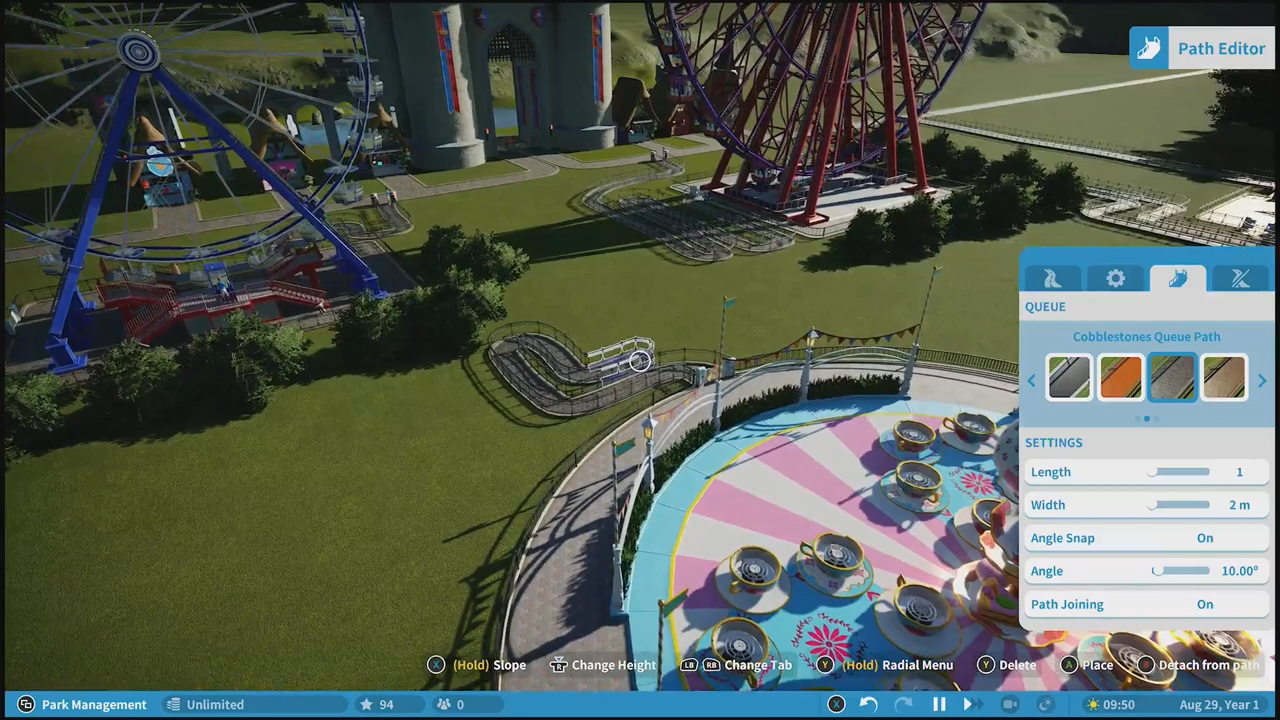 Path Editor
QUEUE
Cobblestones Queue Path
SETTINGS
Length 1
Width 2 m
Angle Snap On
Angle 10.00°
Path Joining On
X (Hold) Slope R Change Height LB RB Change Tab Y (Hold) Radial Menu Y Delete A Place B Detach from path
Park Management Unlimited 94 0 X 09:50 Aug 29, Year 1